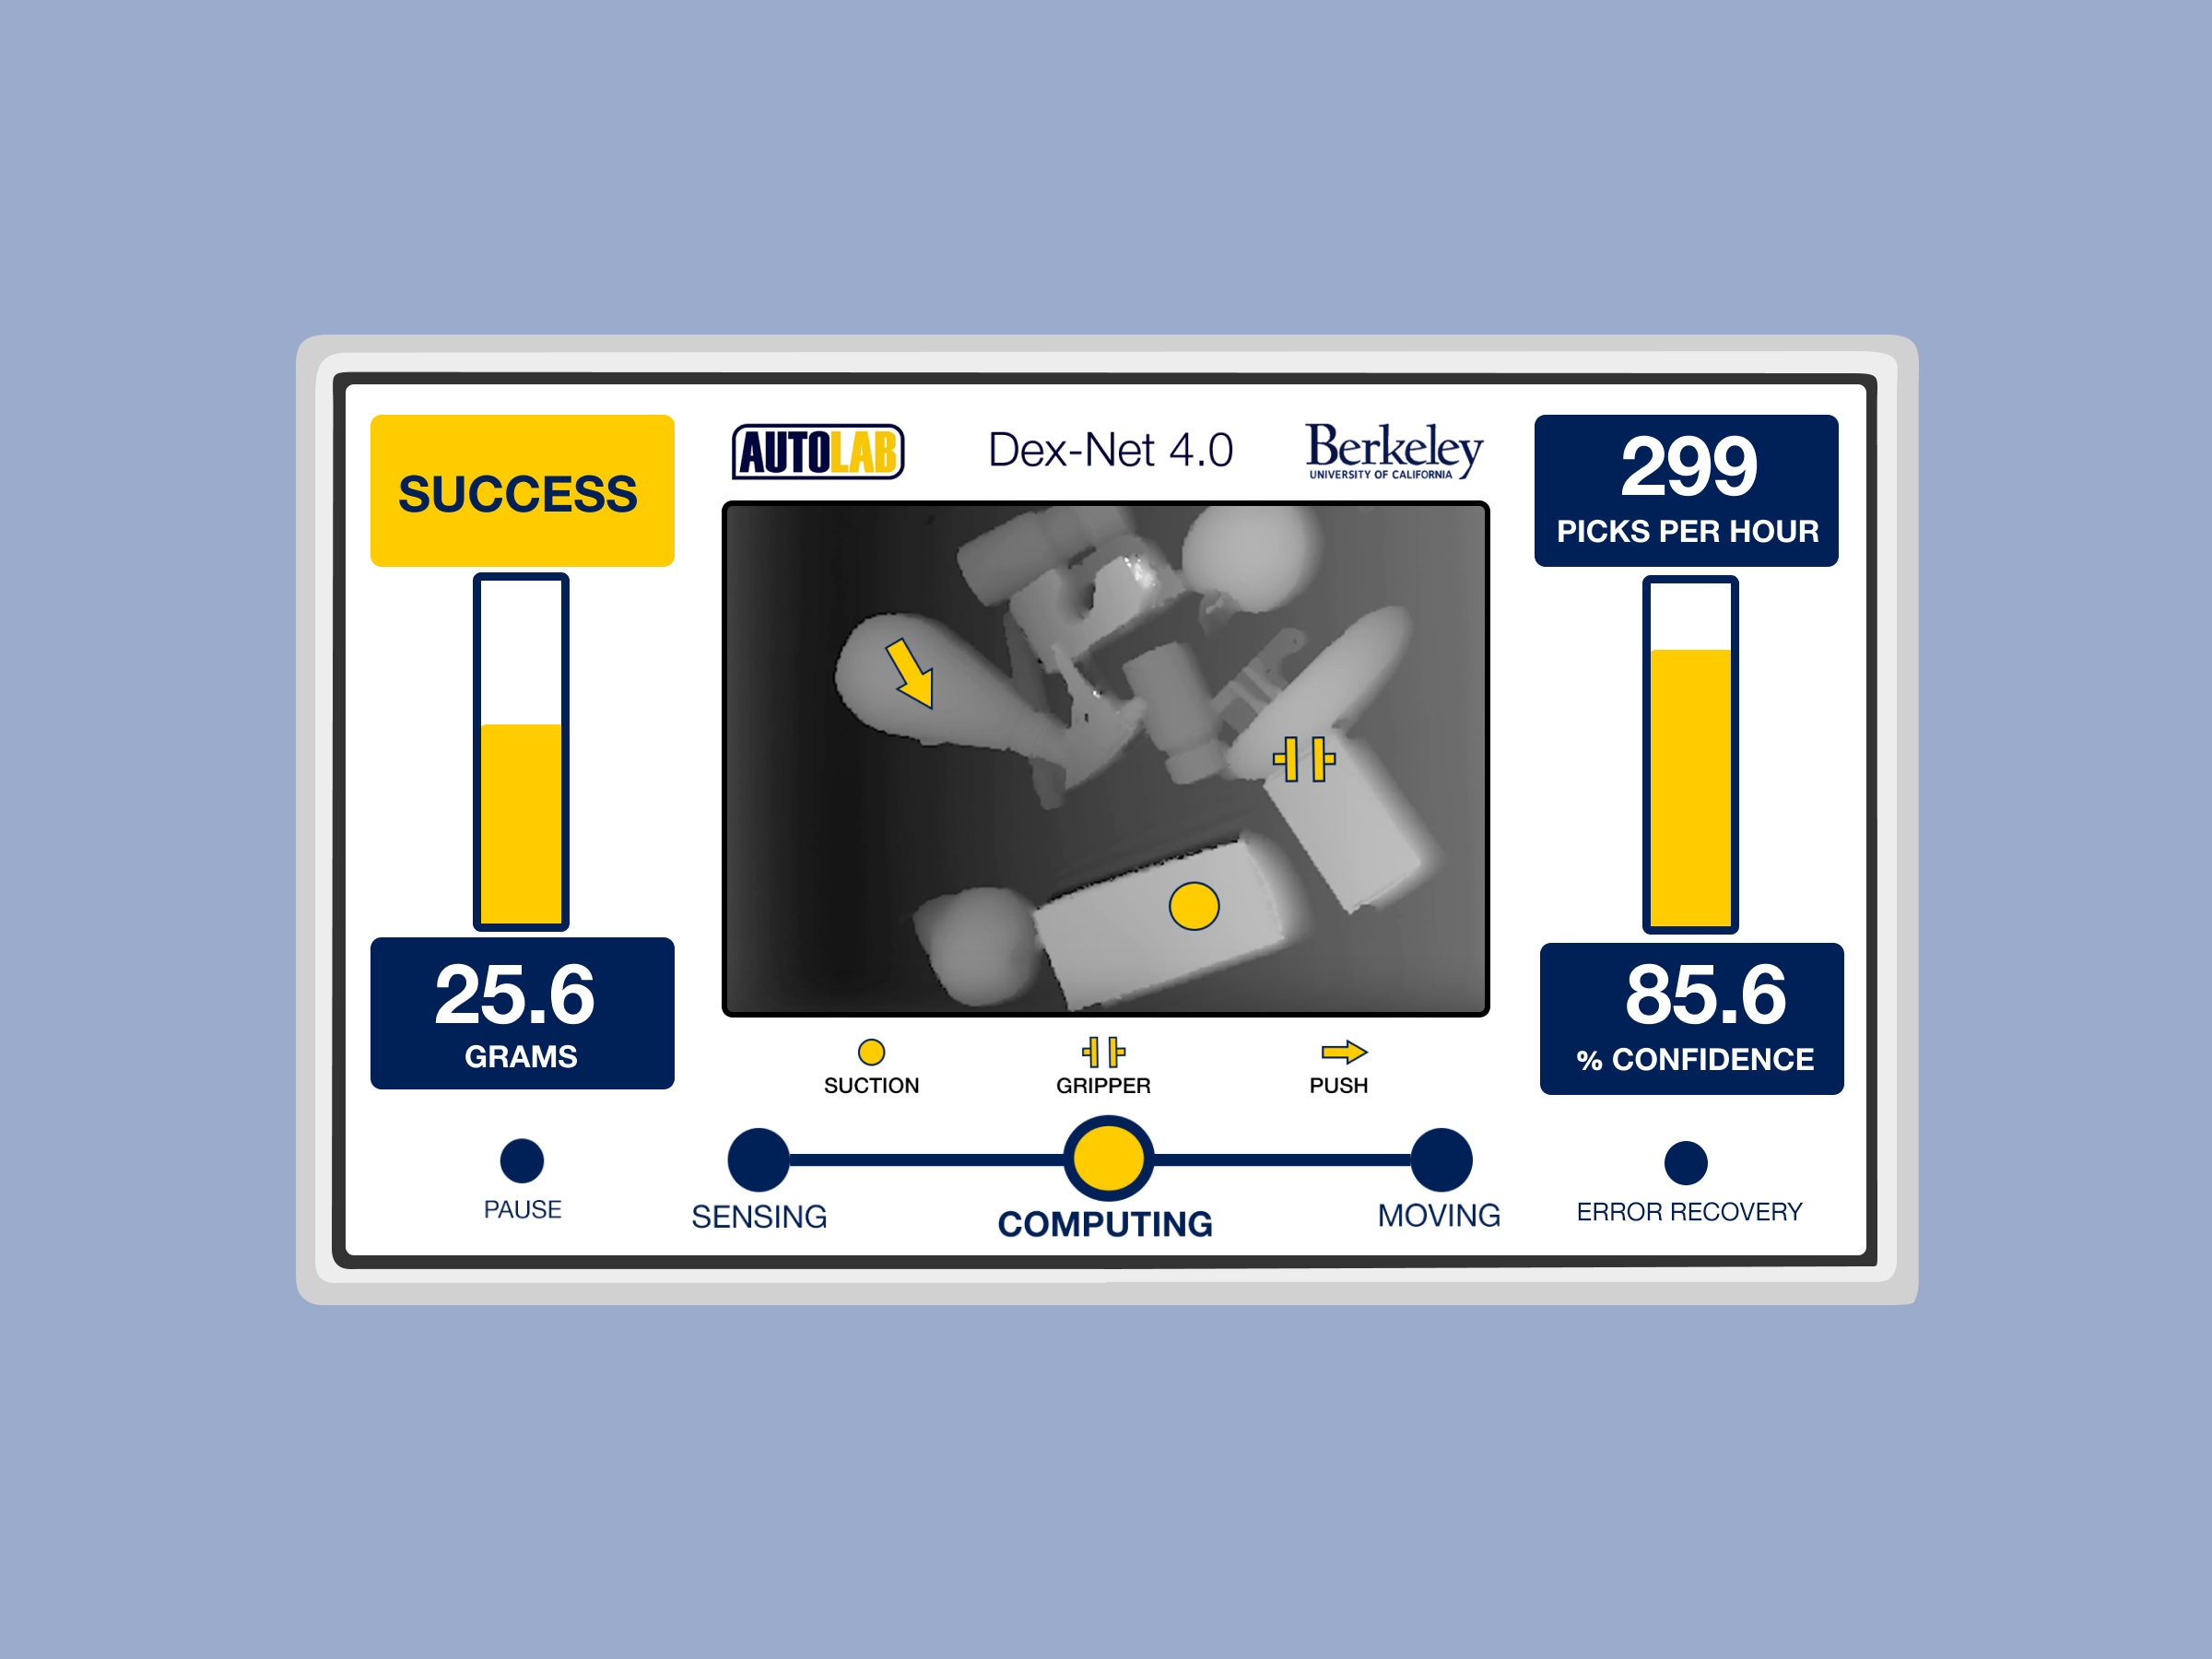 SUCCESS
AUTOLAB
Dex-Net 4.0
Berkeley
UNIVERSITY OF CALIFORNIA
299
PICKS PER HOUR
25.6
GRAMS
SUCTION
GRIPPER
PUSH
85.6
% CONFIDENCE
PAUSE
SENSING
COMPUTING
MOVING
ERROR RECOVERY